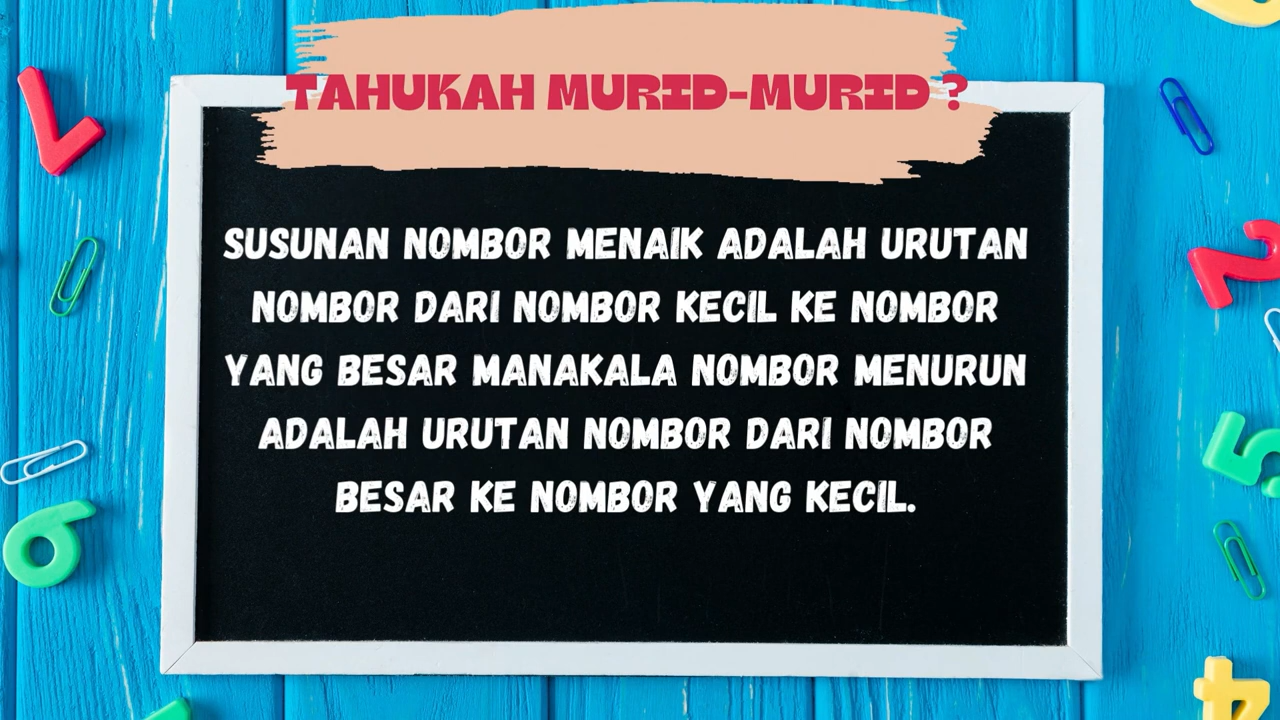 TAHUKAH MURID-MURID ?
SUSUNAN NOMBOR MENAIK ADALAH URUTAN
NOMBOR DARI NOMBOR KECIL KE NOMBOR
YANG BESAR MANAKALA NOMBOR MENURUN
ADALAH URUTAN NOMBOR DARI NOMBOR
BESAR KE NOMBOR YANG KECIL.